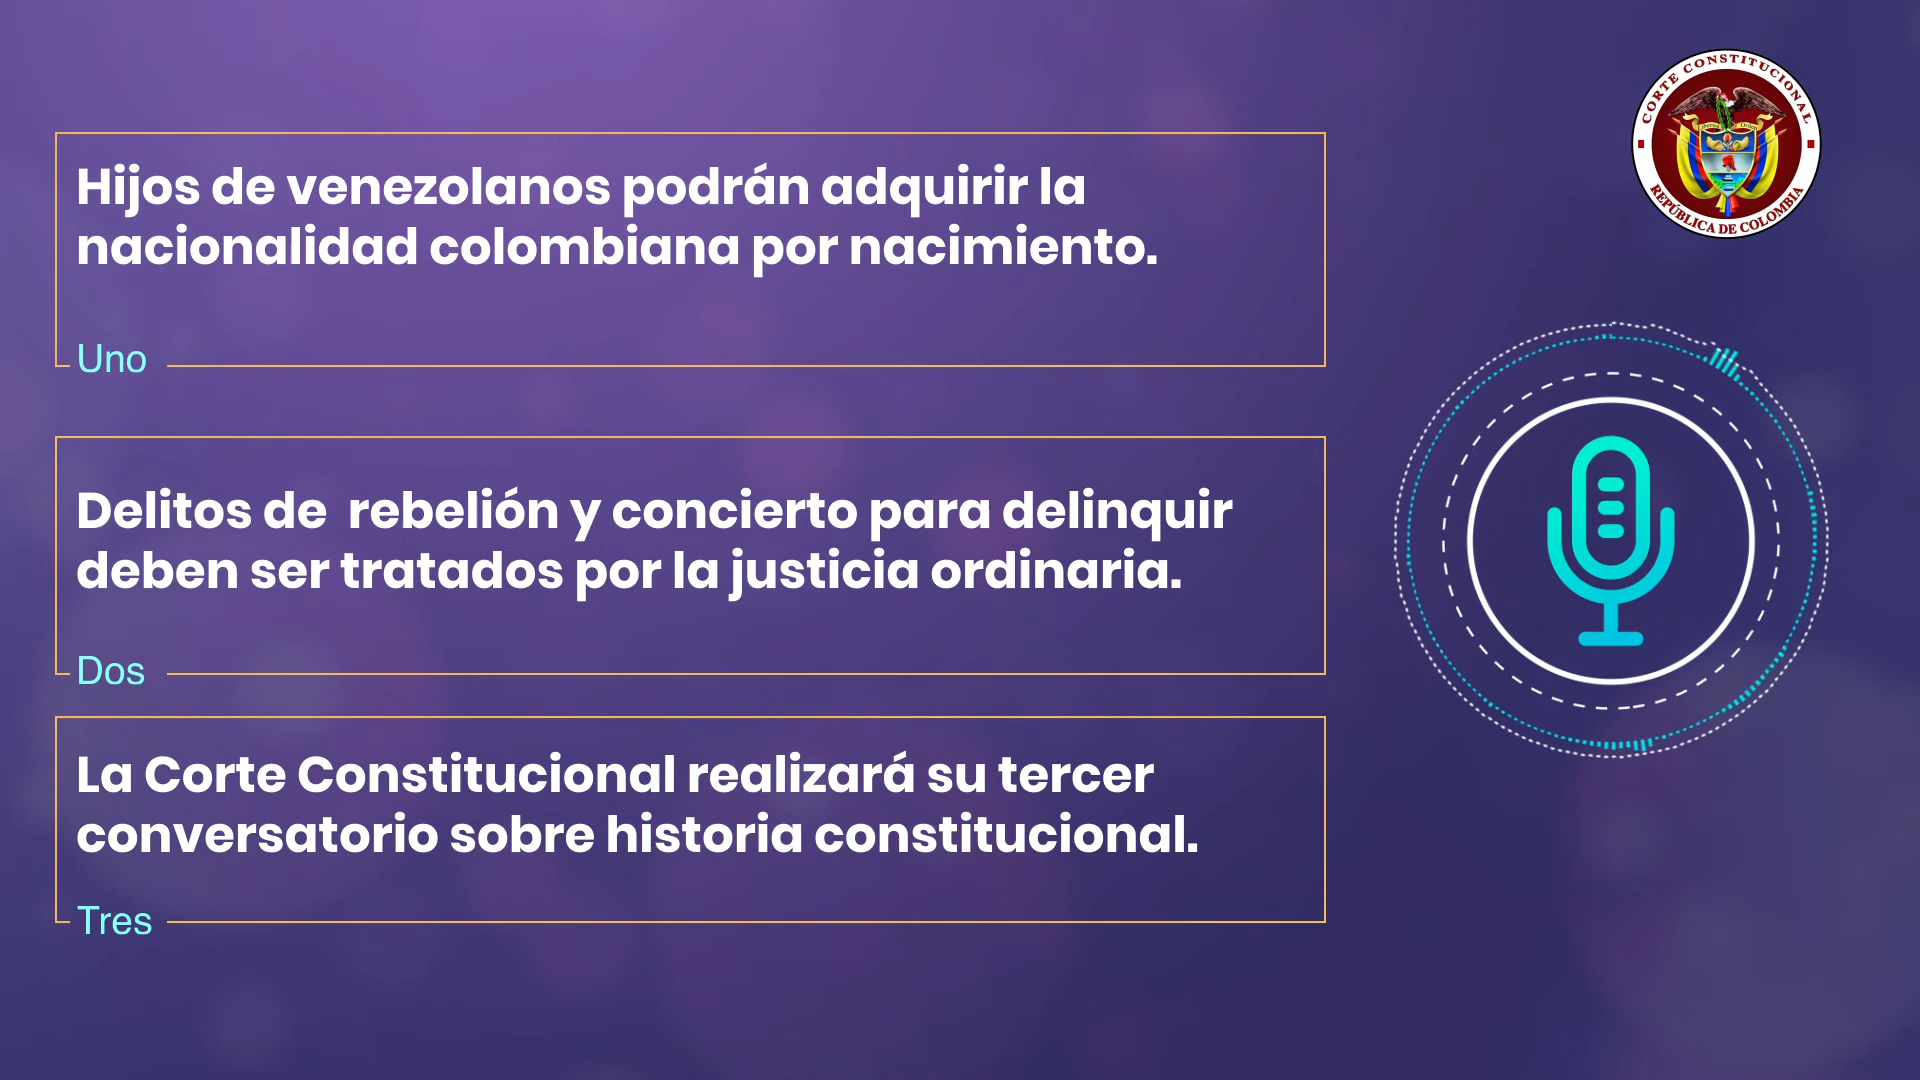 CORTE CONSTITUCIONAL
REPÚBLICA DE COLOMBIA
Hijos de venezolanos podrán adquirir la
nacionalidad colombiana por nacimiento.
Uno
Delitos de  rebelión y concierto para delinquir
deben ser tratados por la justicia ordinaria.
Dos
La Corte Constitucional realizará su tercer
conversatorio sobre historia constitucional.
Tres